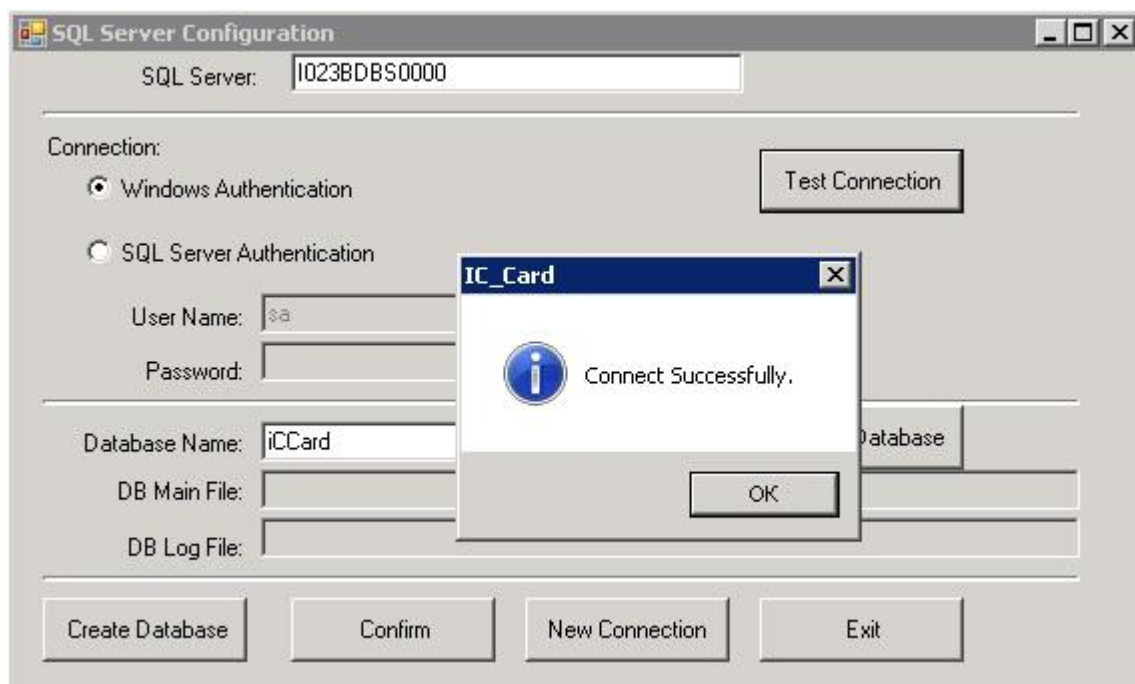 SQL Server Configuration
SQL Server: I023BDBS0000
Connection:
Windows Authentication
Test Connection
SQL Server Authentication
IC_Card
User Name: sa
Connect Successfully.
Password:
Database Name: iCCard
Database
DB Main File:
OK
DB Log File:
Create Database
Confirm
New Connection
Exit